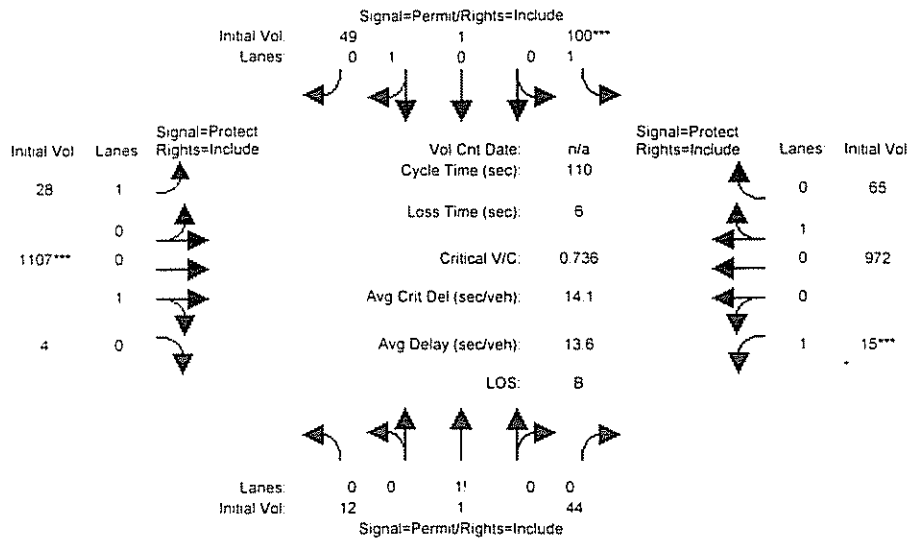 Signal=Permit/Rights=Include
Initial Vol: 49 1 100***
Lanes: 0 1 0 0 1
Signal=Protect
Initial Vol Lanes Rights=Include
28 1
0
1107*** 0
1
4 0
Vol Cnt Date: n/a
Cycle Time (sec): 110
Loss Time (sec): 6
Critical V/C: 0.736
Avg Crit Del (sec/veh): 14.1
Avg Delay (sec/veh): 13.6
LOS: B
Signal=Protect
Rights=Include Lanes Initial Vol
0 65
1
0 972
0
1 15***
Lanes: 0 0 1! 0 0
Initial Vol: 12 1 44
Signal=Permit/Rights=Include